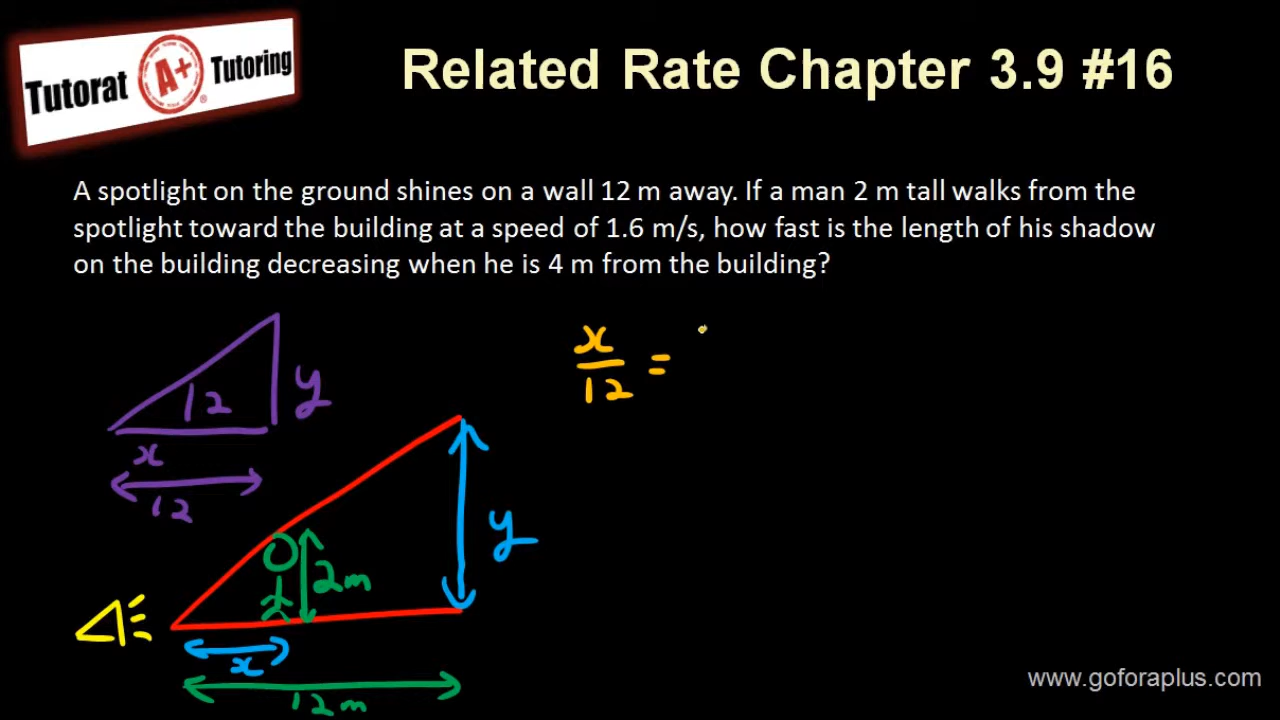 Tutorat A+ Tutoring
Related Rate Chapter 3.9 #16
A spotlight on the ground shines on a wall 12 m away. If a man 2 m tall walks from the
spotlight toward the building at a speed of 1.6 m/s, how fast is the length of his shadow
on the building decreasing when he is 4 m from the building?
12 y
x
12
x
12
=
y
2m
x
12m
www.goforaplus.com